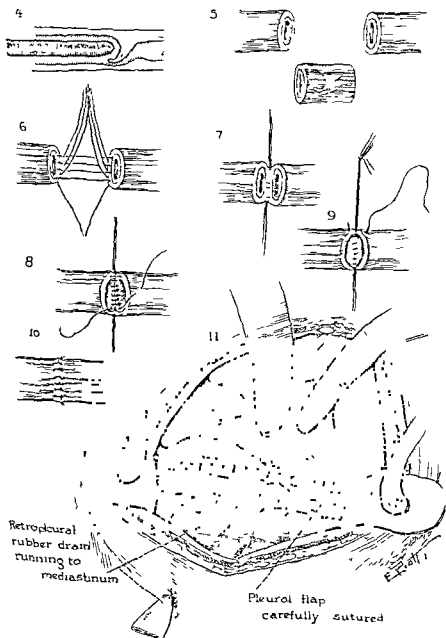 4
5
6
7
8
9
10
11
Retropleural
rubber drain
running to
mediastinum
Pleural flap
carefully sutured